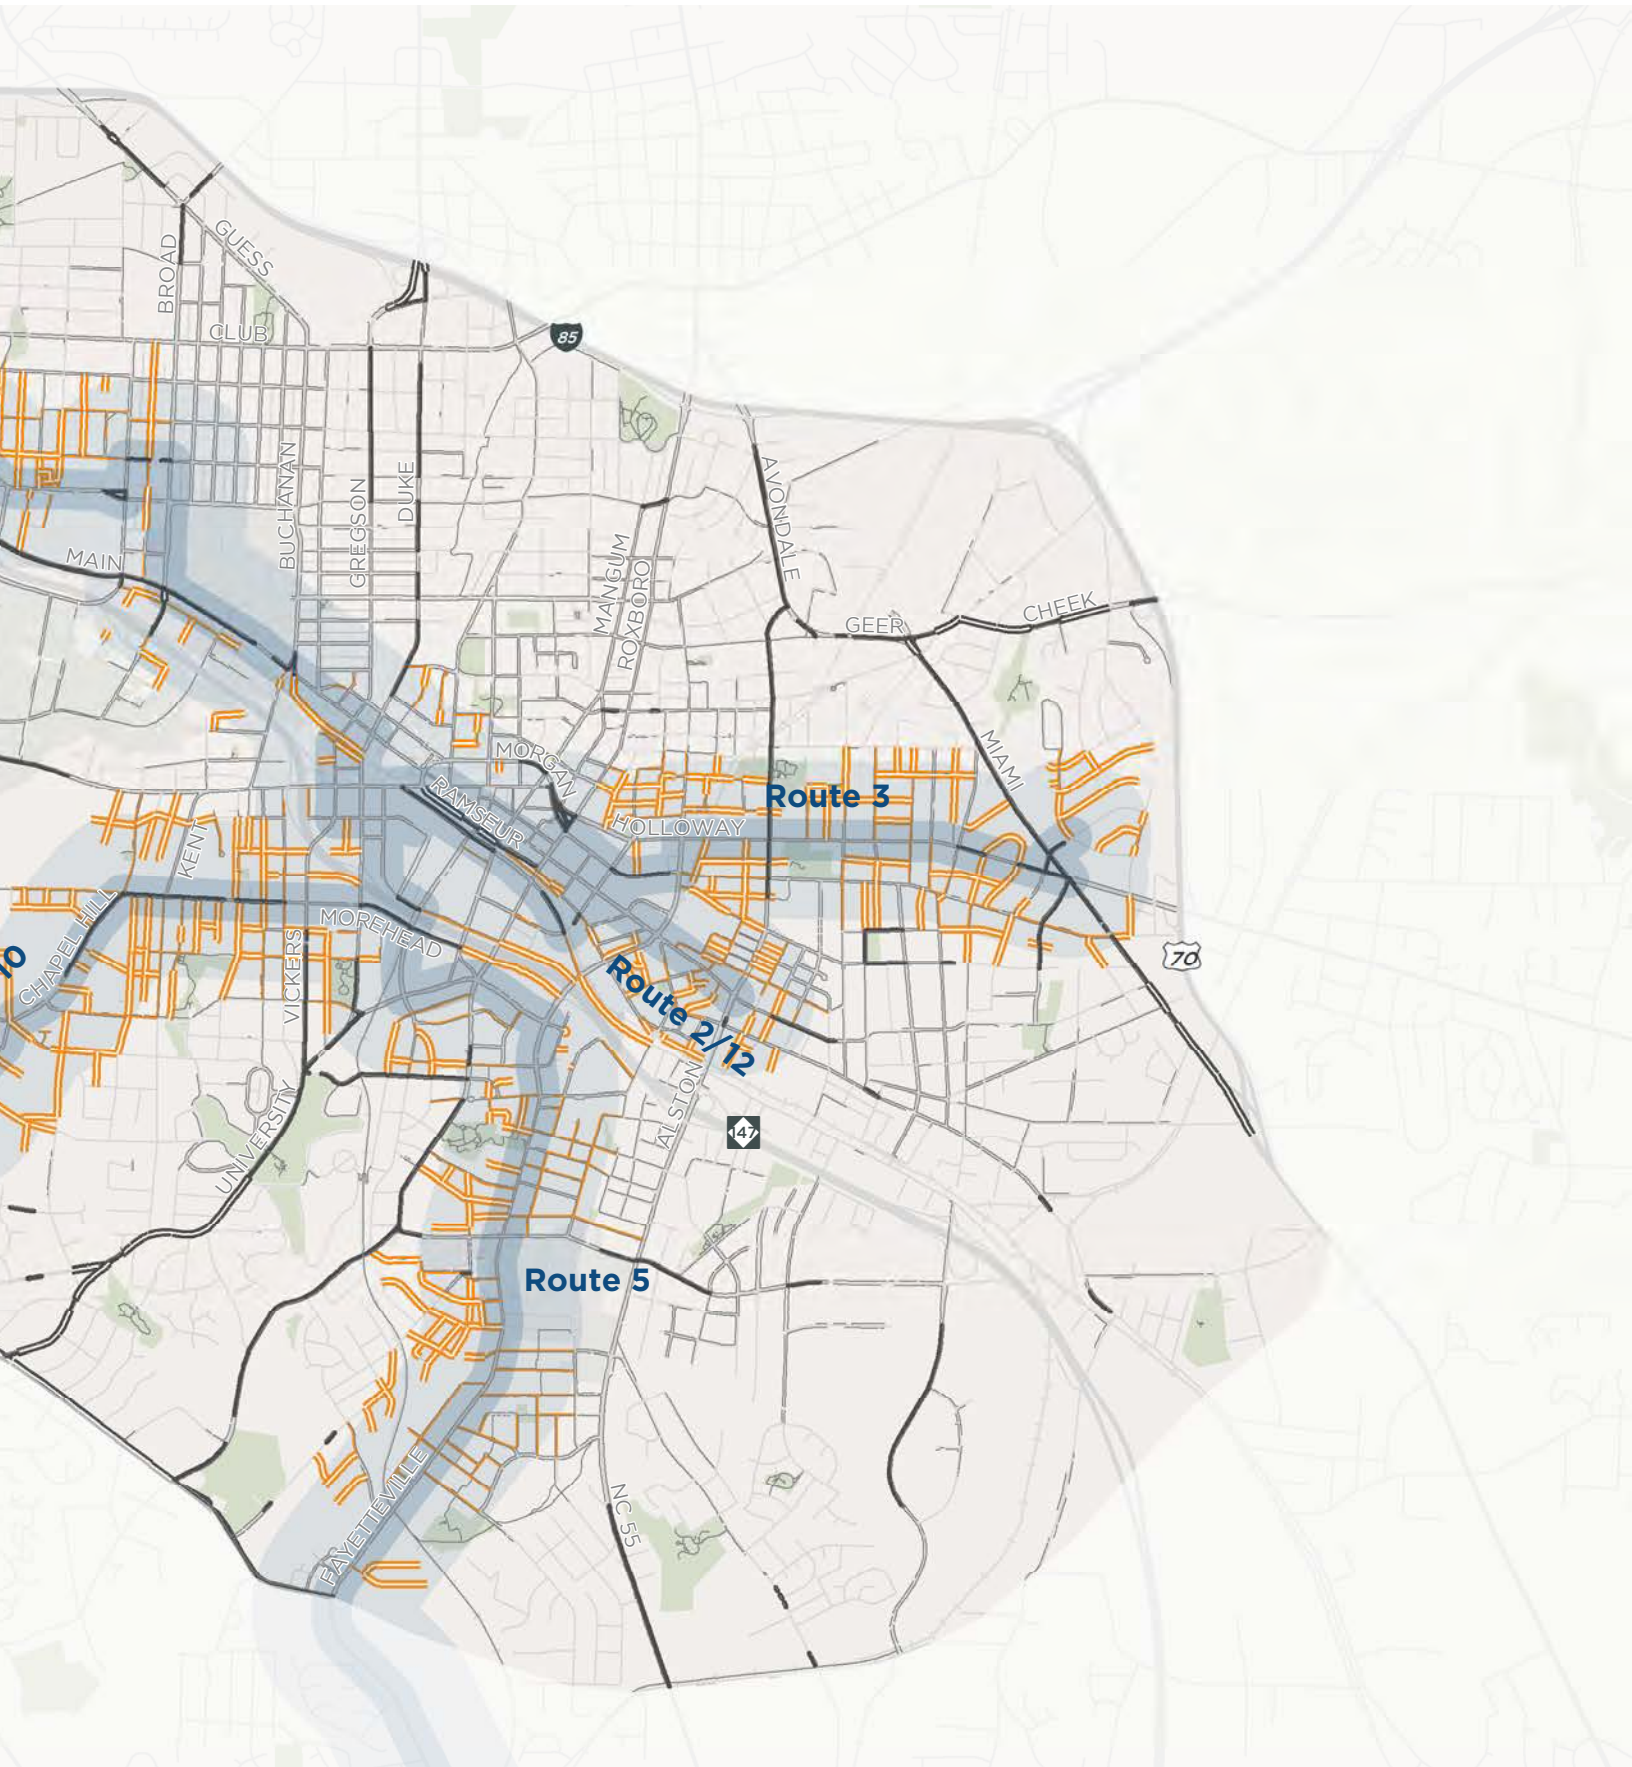 GUESS
BROAD
CLUB
85
BUCHANAN
GREGSON
DUKE
AVONDALE
MANGUM
ROXBORO
MAIN
GEER
CHEEK
MIAMI
MORGAN
RAMSEUR
Route 3
HOLLOWAY
KENT
CHAPEL HILL
MOREHEAD
VICKERS
10
70
Route 2/12
ALSTON
147
UNIVERSITY
Route 5
FAYETTEVILLE
NC 55